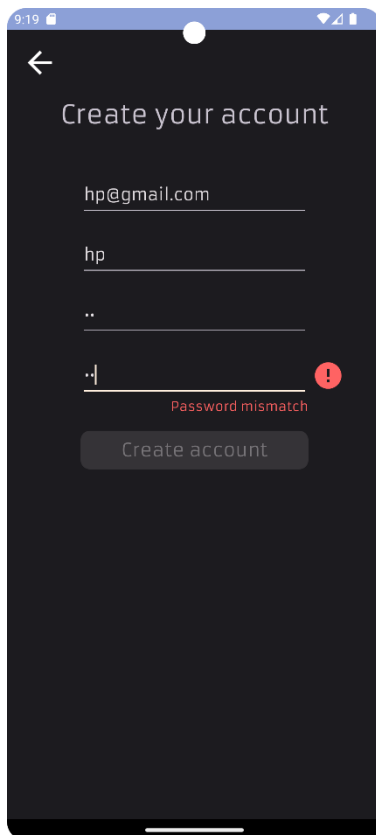 9:19
Create your account
hp@gmail.com
hp
••
••
Password mismatch
Create account